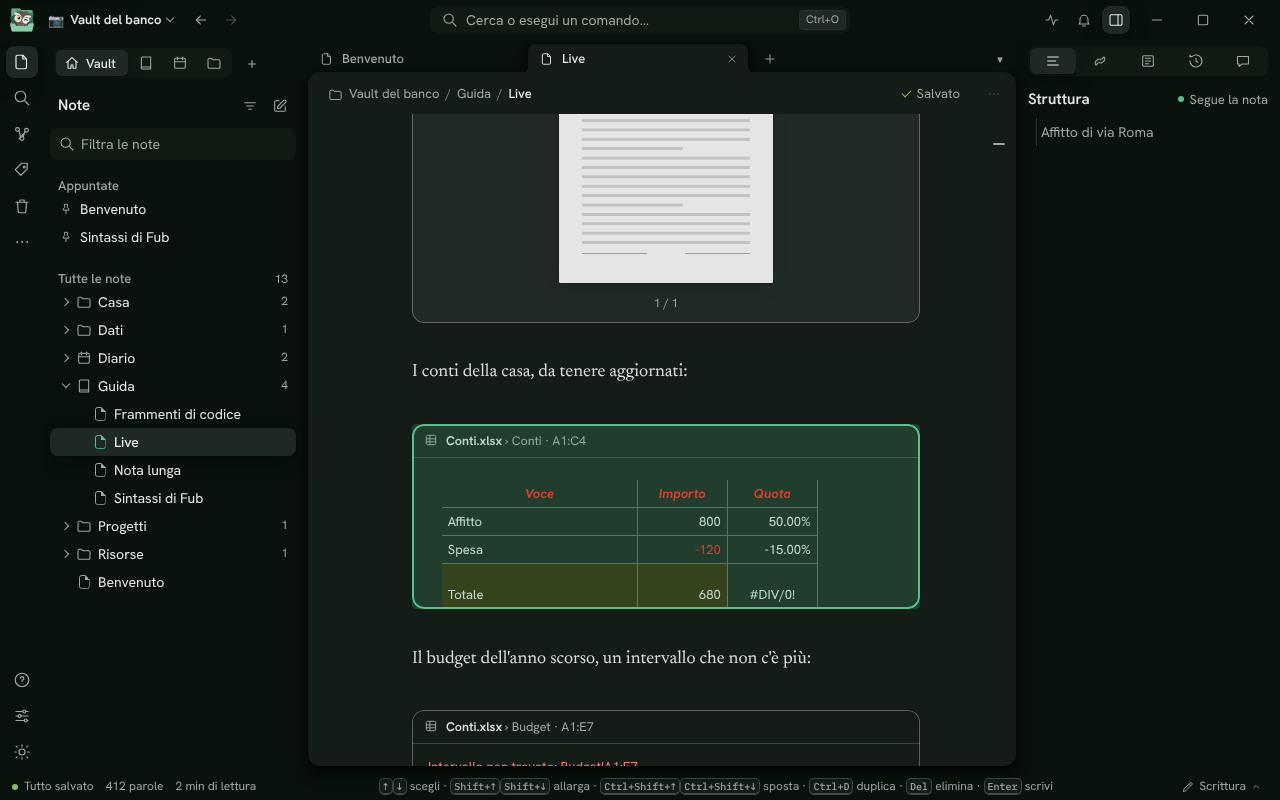 Vault del banco
Cerca o esegui un comando…
Ctrl+O
Vault
Benvenuto
Live
Note
Filtra le note
Appuntate
Benvenuto
Sintassi di Fub
Tutte le note 13
Casa 2
Dati 1
Diario 2
Guida 4
Frammenti di codice
Live
Nota lunga
Sintassi di Fub
Progetti 1
Risorse 1
Benvenuto
Vault del banco / Guida / Live
Salvato
1 / 1
I conti della casa, da tenere aggiornati:
Conti.xlsx › Conti · A1:C4
Voce Importo Quota
Affitto 800 50.00%
Spesa -120 -15.00%
Totale 680 #DIV/0!
Il budget dell'anno scorso, un intervallo che non c'è più:
Conti.xlsx › Budget · A1:E7
Intervallo non trovato: Budget!A1:E7
Struttura
Segue la nota
Affitto di via Roma
Tutto salvato 412 parole 2 min di lettura
↑ ↓ scegli · Shift+↑ Shift+↓ allarga · Ctrl+Shift+↑ Ctrl+Shift+↓ sposta · Ctrl+D duplica · Del elimina · Enter scrivi
Scrittura